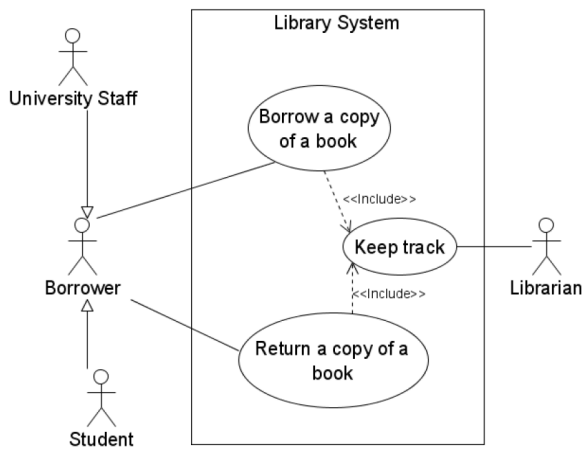 Library System
University Staff
Borrow a copy
of a book
<<Include>>
Keep track
Borrower
Librarian
<<Include>>
Return a copy of a
book
Student